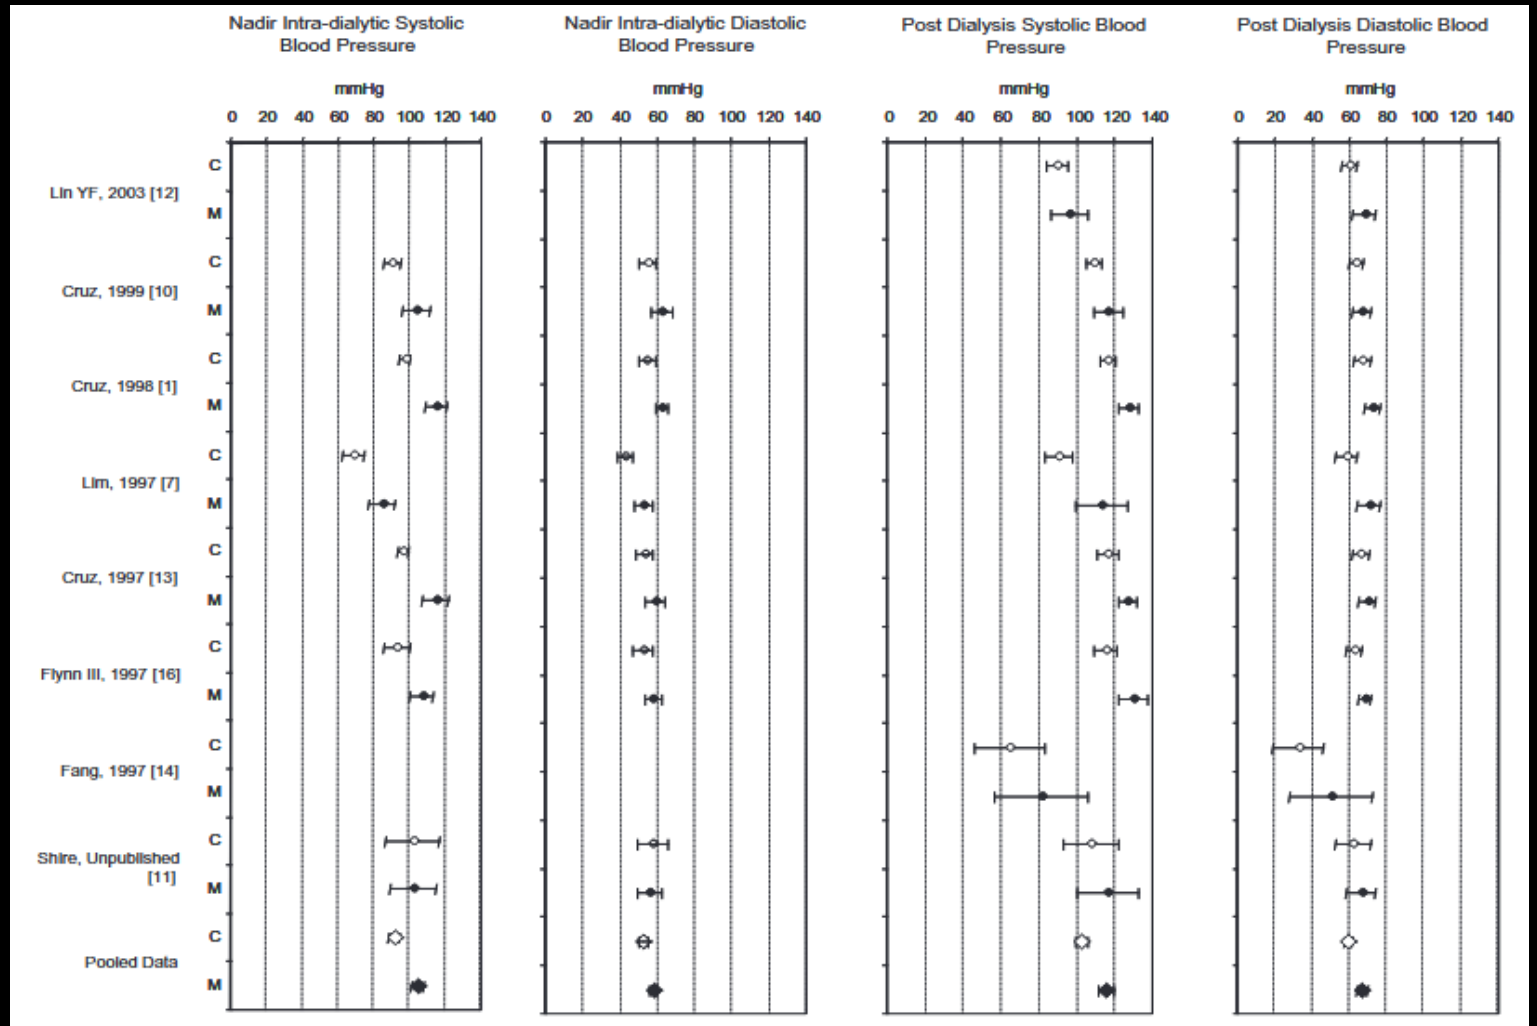 Nadir Intra-dialytic Systolic
Blood Pressure
Nadir Intra-dialytic Diastolic
Blood Pressure
Post Dialysis Systolic Blood
Pressure
Post Dialysis Diastolic Blood
Pressure
mmHg
mmHg
mmHg
mmHg
0 20 40 60 80 100 120 140
0 20 40 60 80 100 120 140
0 20 40 60 80 100 120 140
0 20 40 60 80 100 120 140
C
Lin YF, 2003 [12]
M
C
Cruz, 1999 [10]
M
C
Cruz, 1998 [1]
M
C
Lim, 1997 [7]
M
C
Cruz, 1997 [13]
M
C
Flynn III, 1997 [16]
M
C
Fang, 1997 [14]
M
C
Shire, Unpublished
[11]
M
C
Pooled Data
M